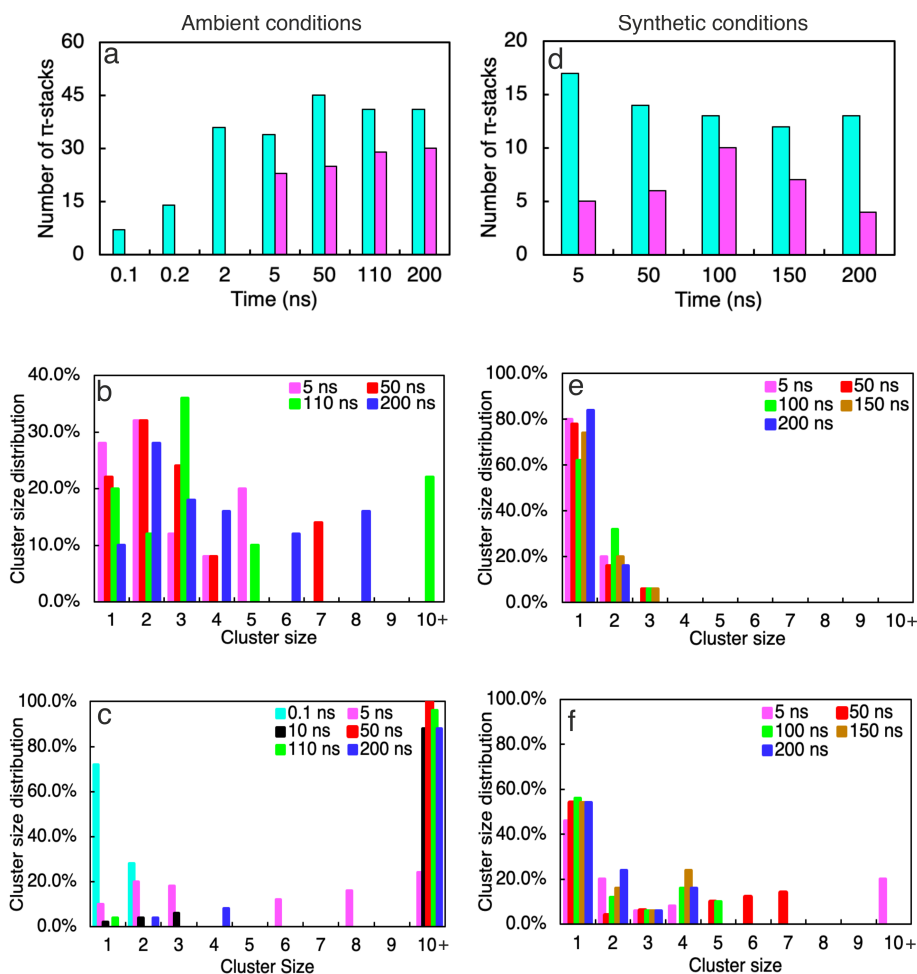 Ambient conditions
Synthetic conditions
a
60
45
30
15
0
Number of π-stacks
0.1 0.2 2 5 50 110 200
Time (ns)
d
20
15
10
5
0
Number of π-stacks
5 50 100 150 200
Time (ns)
b
40.0%
30.0%
20.0%
10.0%
0.0%
Cluster size distribution
5 ns 50 ns
110 ns 200 ns
1 2 3 4 5 6 7 8 9 10+
Cluster size
e
100.0%
80.0%
60.0%
40.0%
20.0%
0.0%
Cluster size distribution
5 ns 50 ns
100 ns 150 ns
200 ns
1 2 3 4 5 6 7 8 9 10+
Cluster size
c
100.0%
80.0%
60.0%
40.0%
20.0%
0.0%
Cluster size distribution
0.1 ns 5 ns
10 ns 50 ns
110 ns 200 ns
1 2 3 4 5 6 7 8 9 10+
Cluster Size
f
100.0%
80.0%
60.0%
40.0%
20.0%
0.0%
Cluster size distribution
5 ns 50 ns
100 ns 150 ns
200 ns
1 2 3 4 5 6 7 8 9 10+
Cluster size